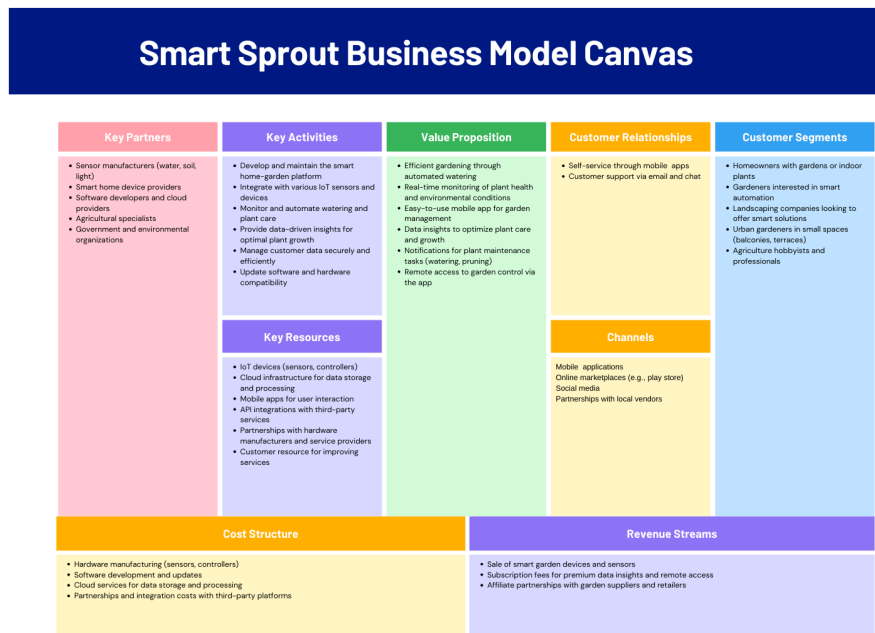 Smart Sprout Business Model Canvas
Key Partners
• Sensor manufacturers (water, soil,
light)
• Smart home device providers
• Software developers and cloud
providers
• Agricultural specialists
• Government and environmental
organizations
Key Activities
• Develop and maintain the smart
home-garden platform
• Integrate with various IoT sensors and
devices
• Monitor and automate watering and
plant care
• Provide data-driven insights for
optimal plant growth
• Manage customer data securely and
efficiently
• Update software and hardware
compatibility
Key Resources
• IoT devices (sensors, controllers)
• Cloud infrastructure for data storage
and processing
• Mobile apps for user interaction
• API integrations with third-party
services
• Partnerships with hardware
manufacturers and service providers
• Customer resource for improving
services
Value Proposition
• Efficient gardening through
automated watering
• Real-time monitoring of plant health
and environmental conditions
• Easy-to-use mobile app for garden
management
• Data insights to optimize plant care
and growth
• Notifications for plant maintenance
tasks (watering, pruning)
• Remote access to garden control via
the app
Customer Relationships
• Self-service through mobile apps
• Customer support via email and chat
Channels
Mobile applications
Online marketplaces (e.g., play store)
Social media
Partnerships with local vendors
Customer Segments
• Homeowners with gardens or indoor
plants
• Gardeners interested in smart
automation
• Landscaping companies looking to
offer smart solutions
• Urban gardeners in small spaces
(balconies, terraces)
• Agriculture hobbyists and
professionals
Cost Structure
• Hardware manufacturing (sensors, controllers)
• Software development and updates
• Cloud services for data storage and processing
• Partnerships and integration costs with third-party platforms
Revenue Streams
• Sale of smart garden devices and sensors
• Subscription fees for premium data insights and remote access
• Affiliate partnerships with garden suppliers and retailers